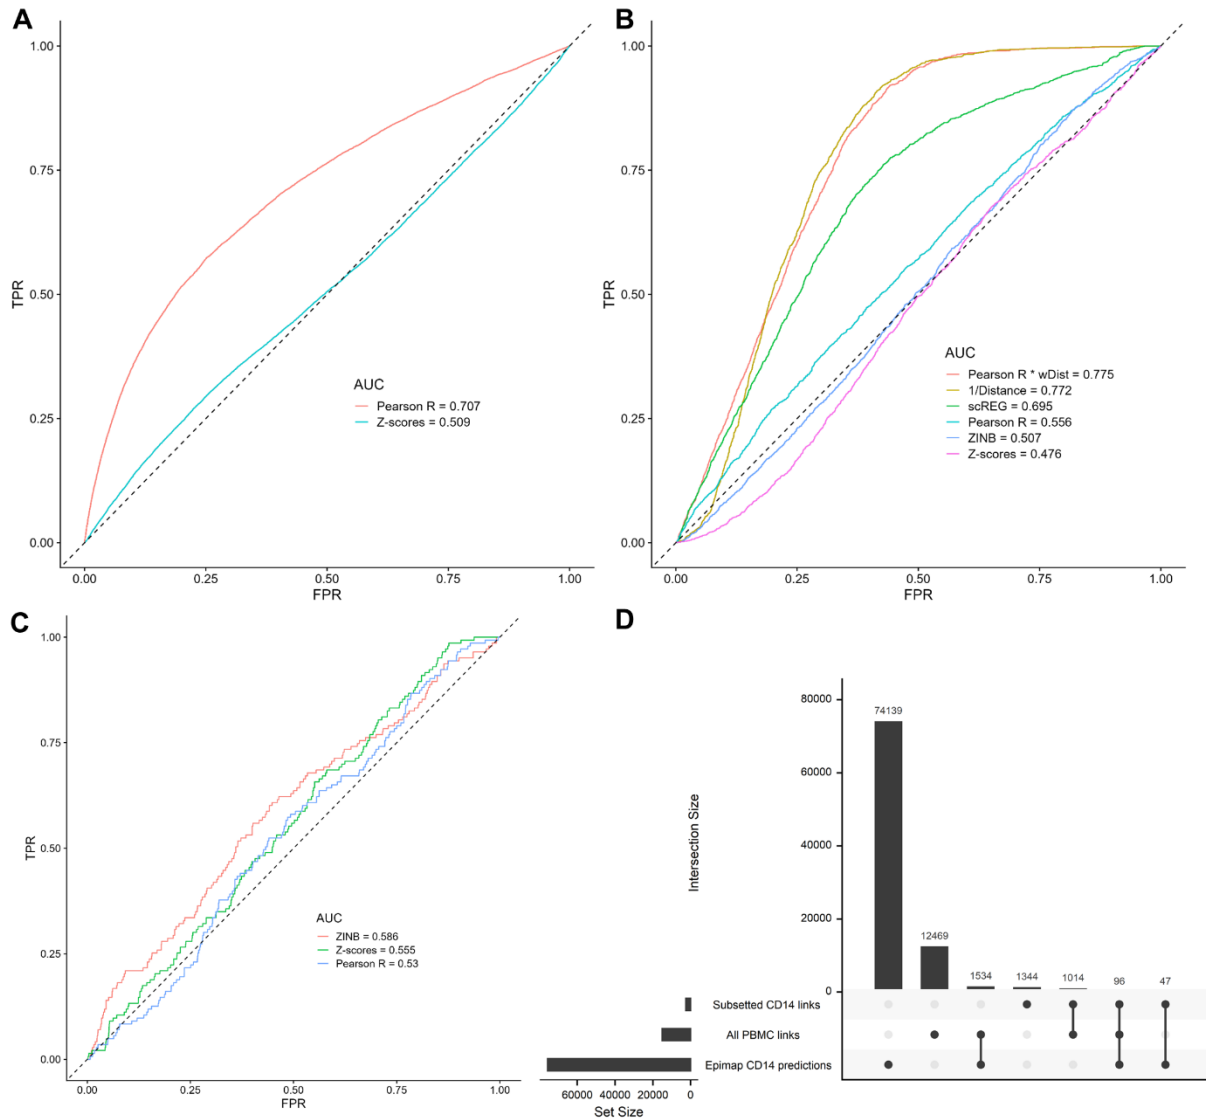 A
1.00
0.75
0.50
0.25
0.00
TPR
0.00
0.25
0.50
0.75
1.00
FPR
AUC
Pearson R = 0.707
Z-scores = 0.509
B
1.00
0.75
0.50
0.25
0.00
TPR
0.00
0.25
0.50
0.75
1.00
FPR
AUC
Pearson R * wDist = 0.775
1/Distance = 0.772
scREG = 0.695
Pearson R = 0.556
ZINB = 0.507
Z-scores = 0.476
C
1.00
0.75
0.50
0.25
0.00
TPR
0.00
0.25
0.50
0.75
1.00
FPR
AUC
ZINB = 0.586
Z-scores = 0.555
Pearson R = 0.53
D
80000
60000
40000
20000
0
Intersection Size
74139
12469
1534
1344
1014
96
47
Subsetted CD14 links
All PBMC links
Epimap CD14 predictions
60000
40000
20000
0
Set Size